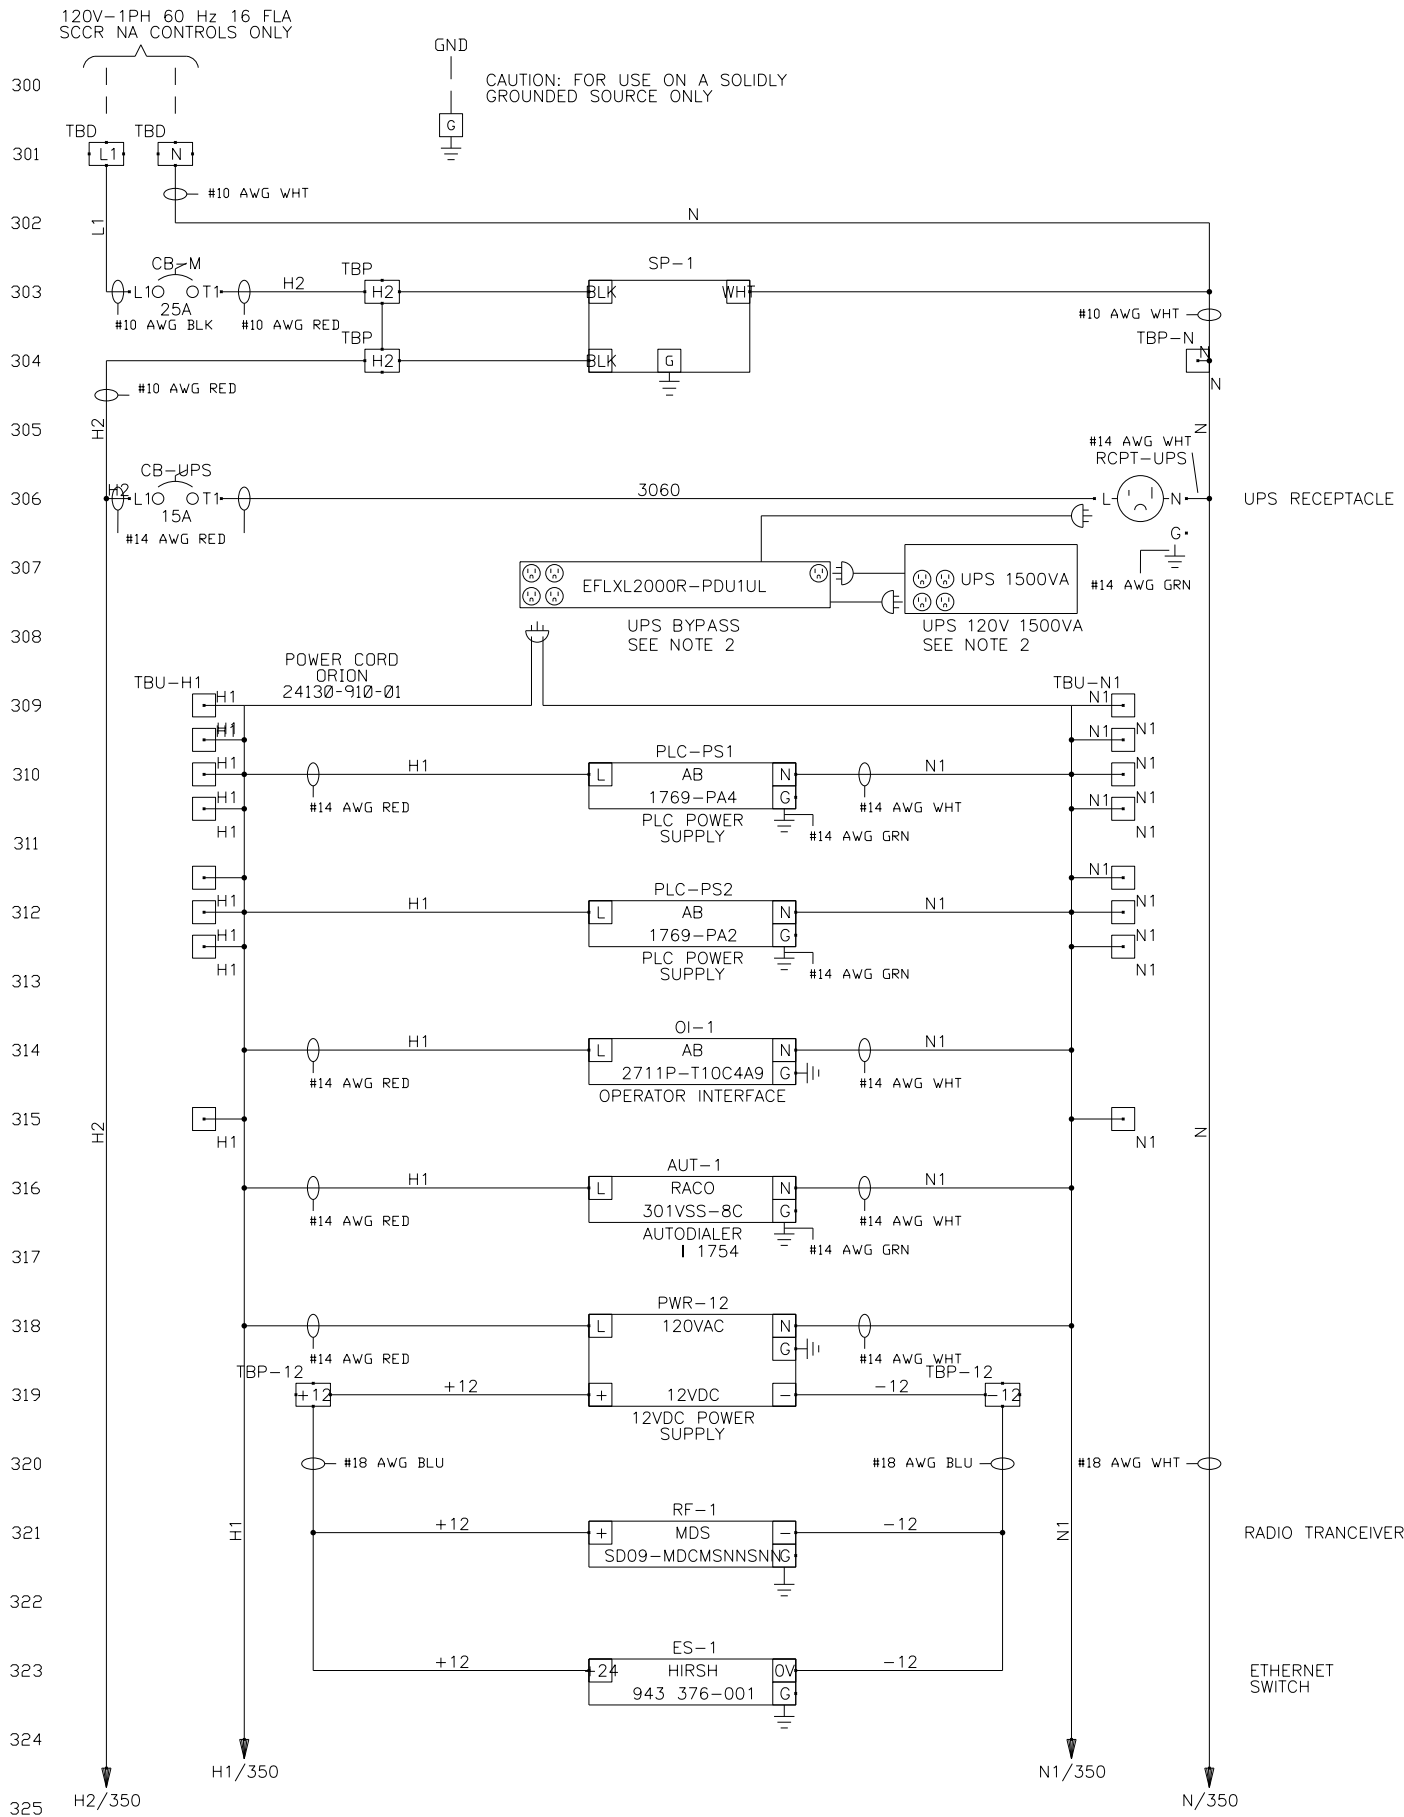 120V-1PH 60 Hz 16 FLA
SCCR NA CONTROLS ONLY
GND
300
CAUTION: FOR USE ON A SOLIDLY
GROUNDED SOURCE ONLY
G
TBD TBD
301 L1 N
#10 AWG WHT
302 L1 N
CB-M TBP SP-1
303 L1 T1 H2 H2 BLK WHT
25A
#10 AWG BLK #10 AWG RED #10 AWG WHT
TBP TBP-N
304 H2 BLK G N
#10 AWG RED N
305 H2 N
#14 AWG WHT
CB-UPS RCPT-UPS
306 H2 L1 T1 3060 L N UPS RECEPTACLE
15A
#14 AWG RED G
307 EFLXL2000R-PDU1UL UPS 1500VA #14 AWG GRN
UPS BYPASS UPS 120V 1500VA
308 SEE NOTE 2 SEE NOTE 2
POWER CORD
ORION
24130-910-01
TBU-H1 TBU-N1
309 H1 N1
H1 H1 N1 N1
PLC-PS1
310 H1 H1 L AB N N1 N1
H1 1769-PA4 G N1 N1
#14 AWG RED #14 AWG WHT
H1 PLC POWER #14 AWG GRN N1
311 SUPPLY
N1
PLC-PS2
312 H1 H1 L AB N N1 N1
H1 1769-PA2 G N1
H1 PLC POWER #14 AWG GRN N1
313 SUPPLY
OI-1
314 H1 L AB N N1
#14 AWG RED 2711P-T10C4A9 G #14 AWG WHT
OPERATOR INTERFACE
315 H2 H1 N1 N
AUT-1
316 H1 L RACO N N1
#14 AWG RED 301VSS-8C G #14 AWG WHT
AUTODIALER #14 AWG GRN
317 I 1754
PWR-12
318 L 120VAC N
G
#14 AWG RED #14 AWG WHT
TBP-12 TBP-12
319 +12 +12 + 12VDC - -12 -12
12VDC POWER
SUPPLY
320 #18 AWG BLU #18 AWG BLU #18 AWG WHT
RF-1
321 H1 +12 + MDS - -12 N1 RADIO TRANCEIVER
SD09-MDCMSNNSNN G
322
ES-1
323 +12 +24 HIRSH 0V -12 ETHERNET
943 376-001 G SWITCH
324
H1/350 N1/350
325 H2/350 N/350